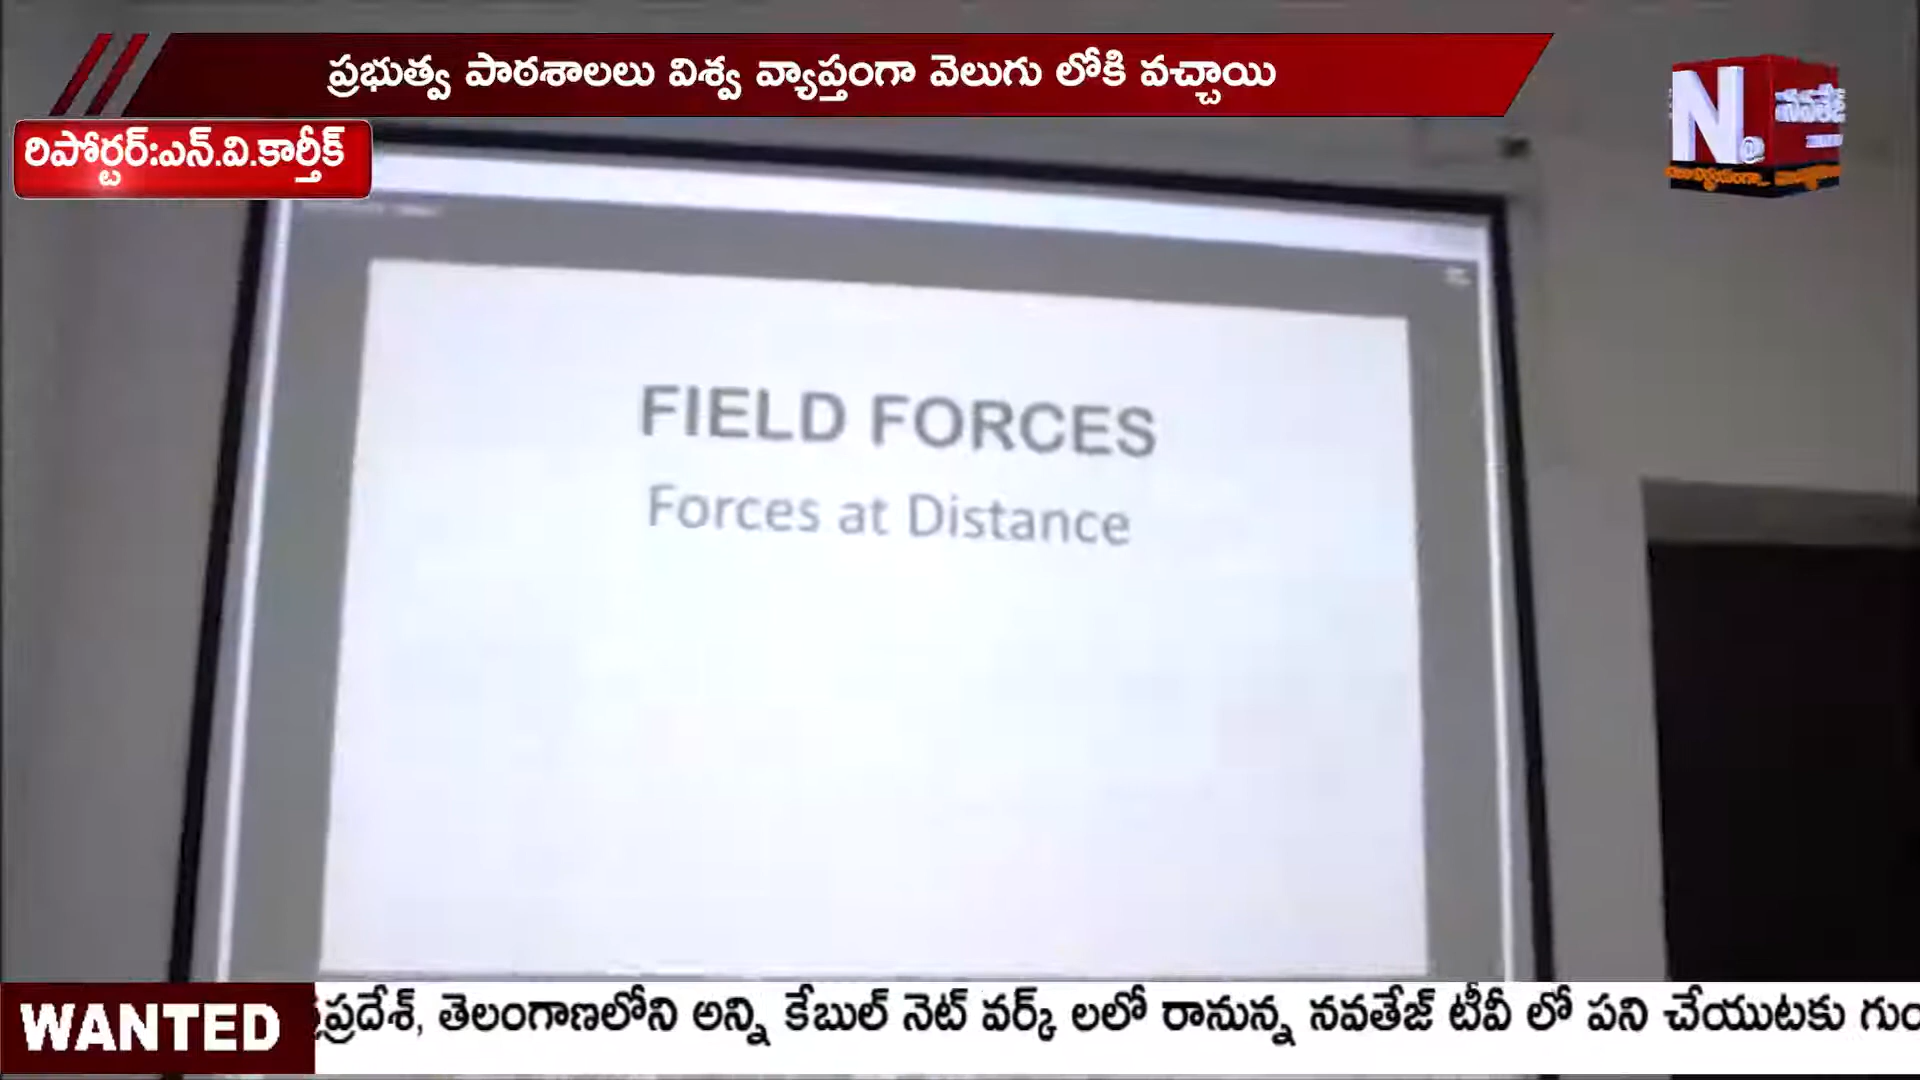 ప్రభుత్వ పాఠశాలలు విశ్వ వ్యాప్తంగా వెలుగు లోకి వచ్చాయి
రిపోర్టర్:ఎన్.వి.కార్తీక్
N
నవతేజ్
FIELD FORCES
Forces at Distance
WANTED
ప్రదేశ్, తెలంగాణలోని అన్ని కేబుల్ నెట్ వర్క్ లలో రానున్న నవతేజ్ టీవీ లో పని చేయుటకు